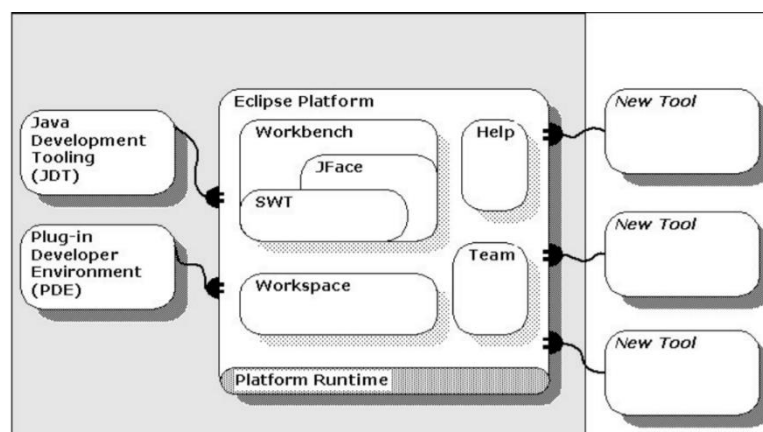 Java
Development
Tooling
(JDT)
Plug-in
Developer
Environment
(PDE)
Eclipse Platform
Workbench
JFace
SWT
Workspace
Help
Team
Platform Runtime
New Tool
New Tool
New Tool